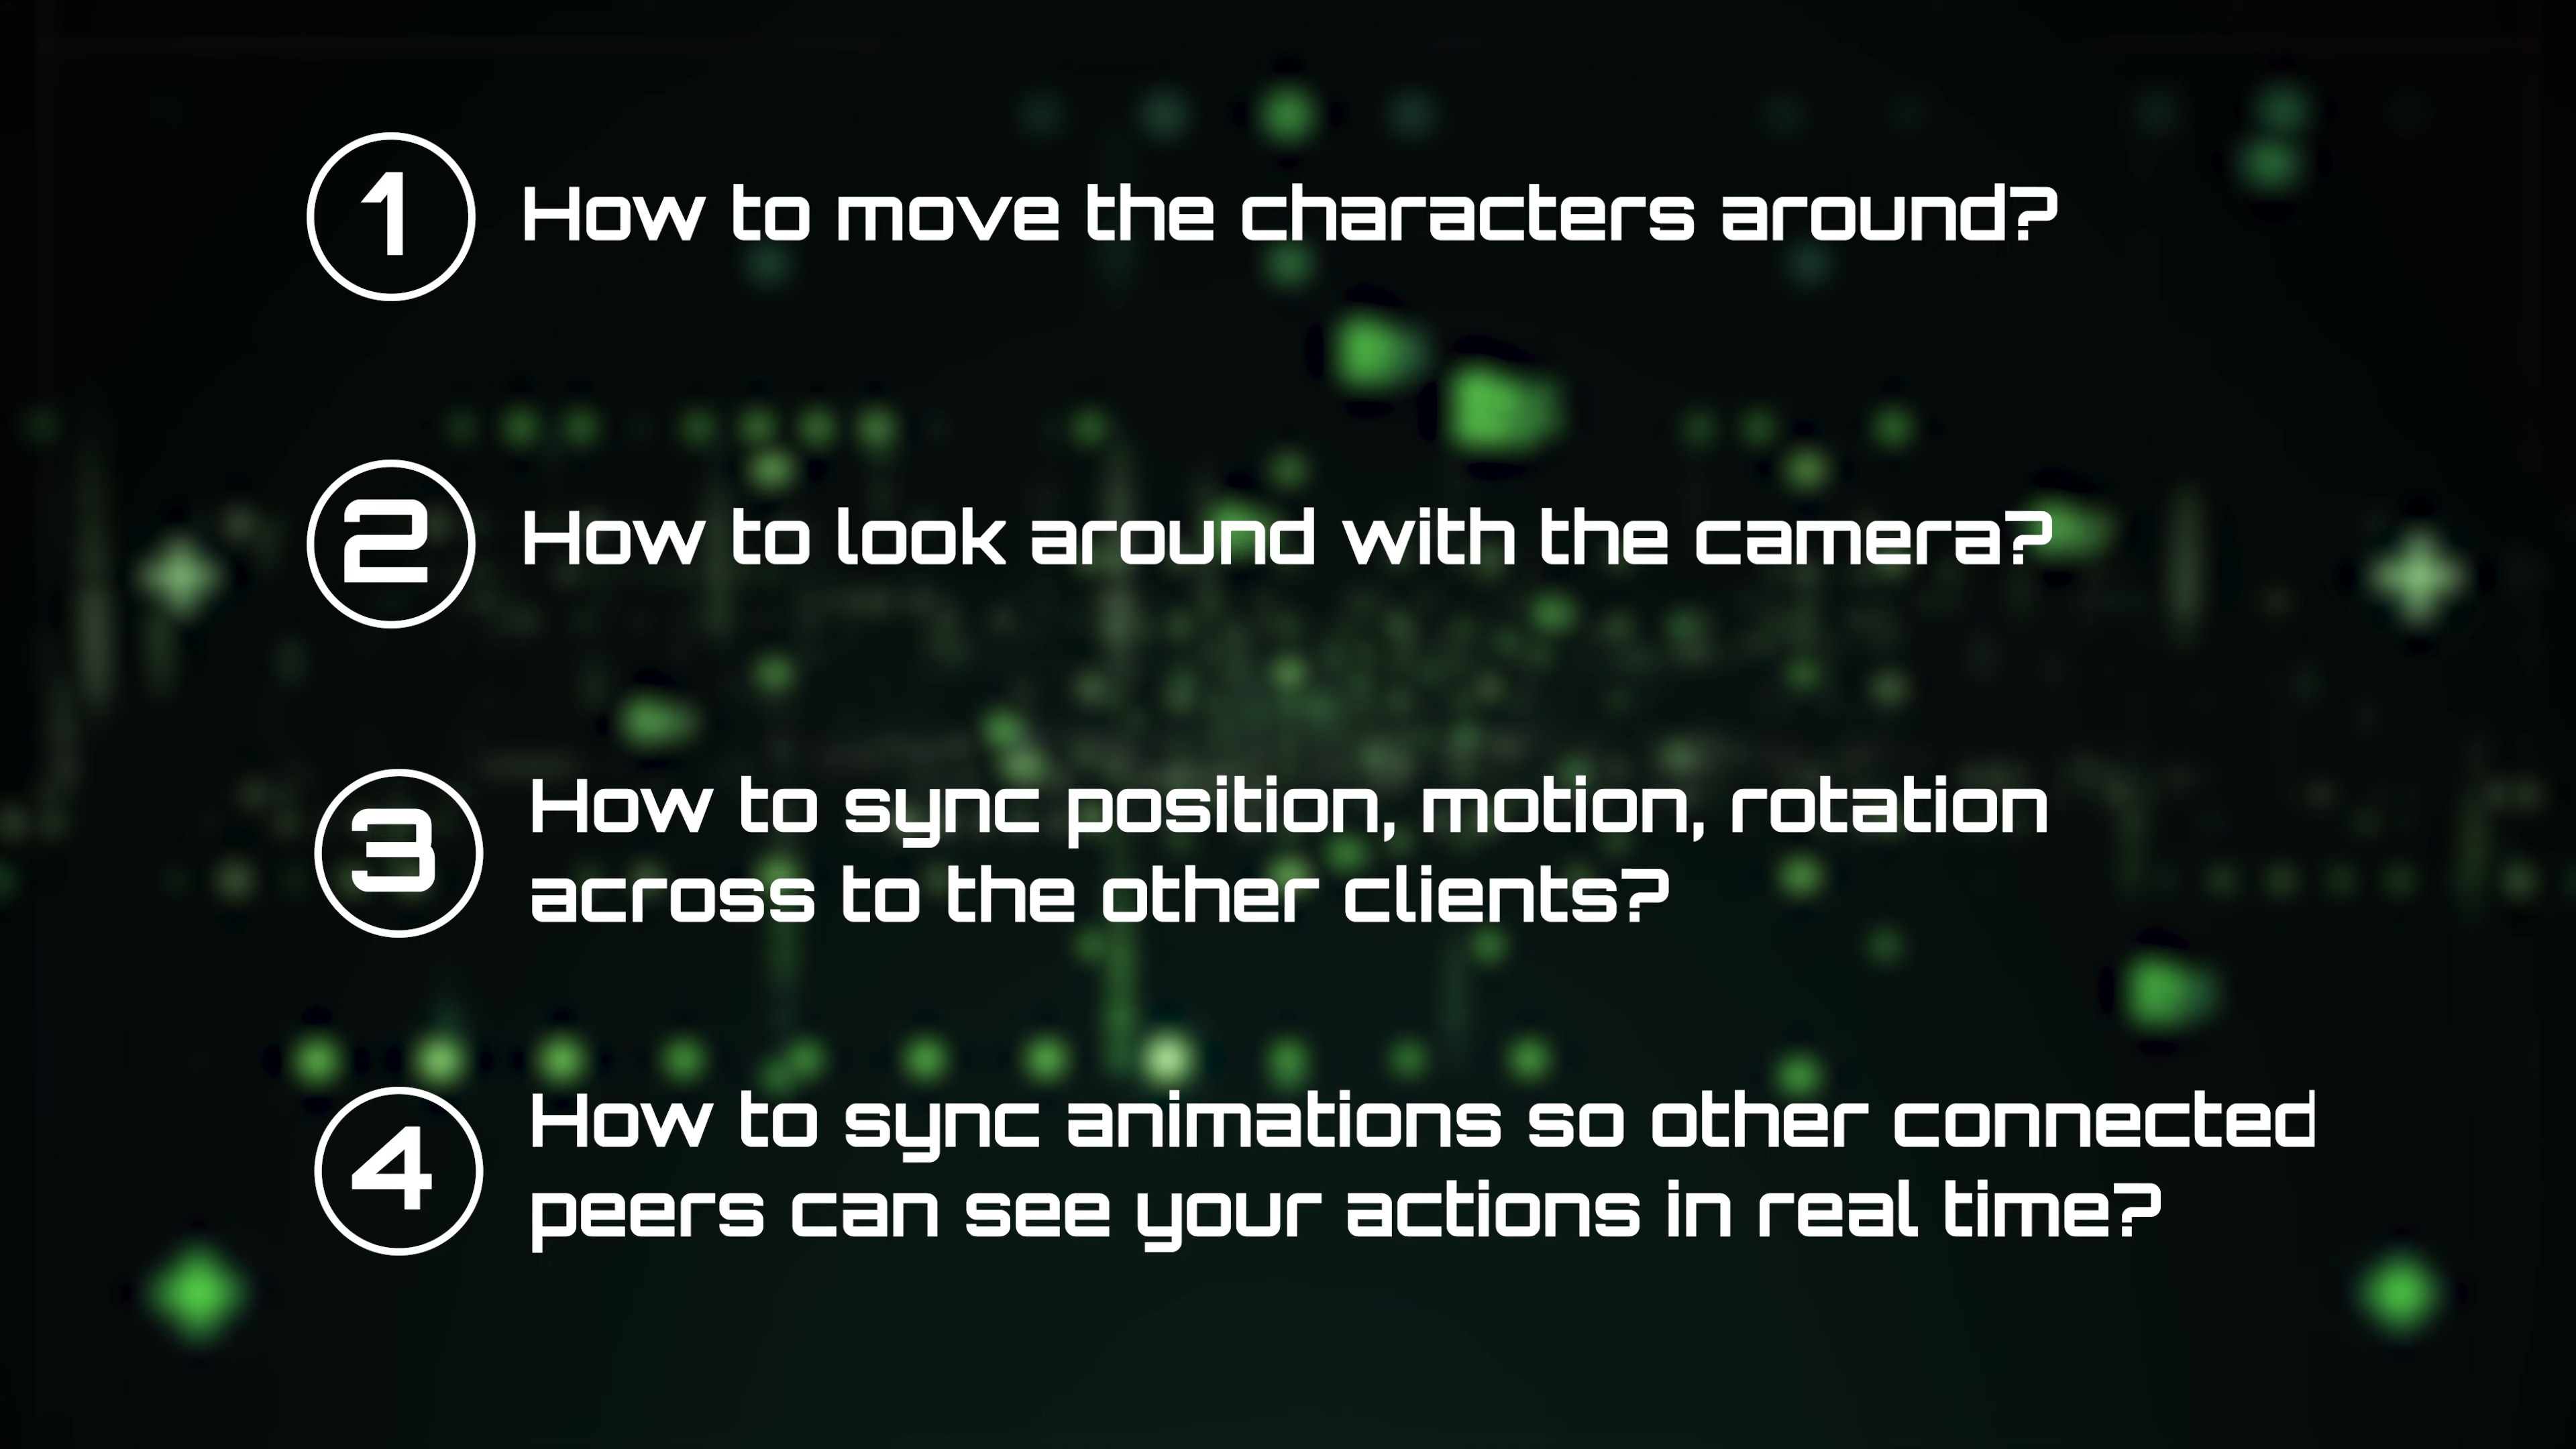 1 How to move the characters around?
2 How to look around with the camera?
3 How to sync position, motion, rotation
across to the other clients?
4 How to sync animations so other connected
peers can see your actions in real time?